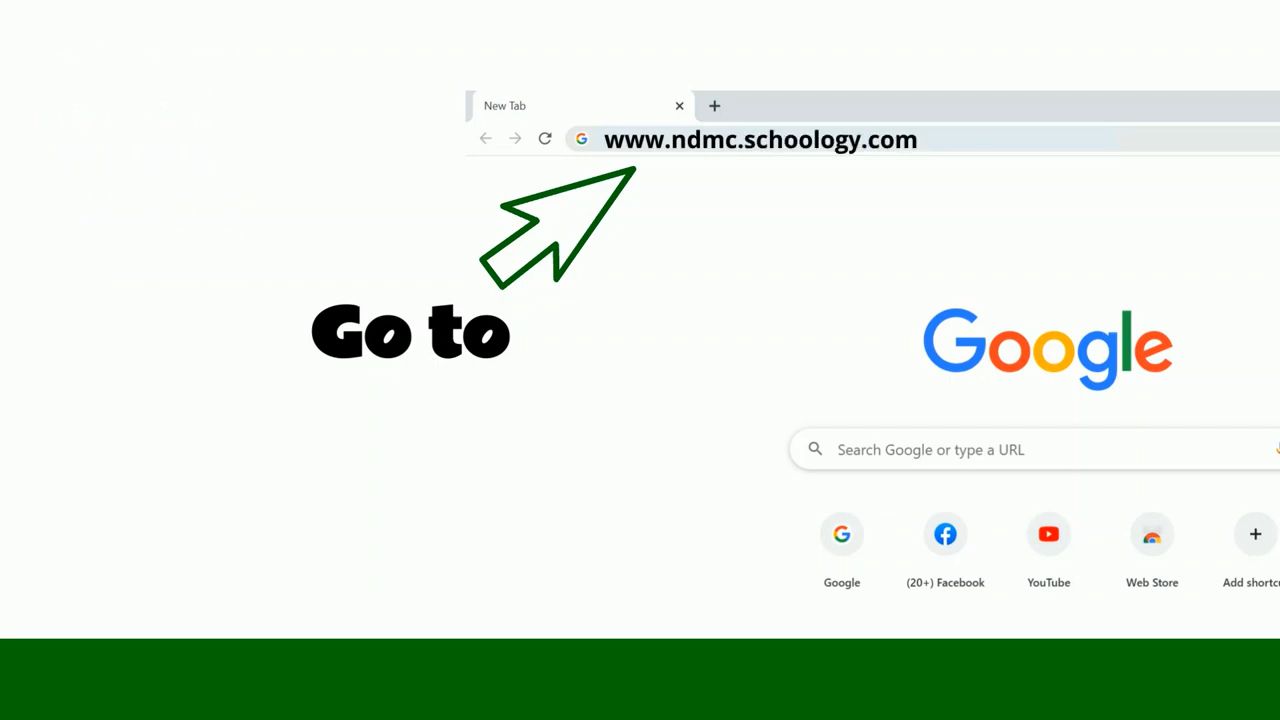 New Tab
www.ndmc.schoology.com
Go to
Google
Search Google or type a URL
Google
(20+) Facebook
YouTube
Web Store
Add shortcu